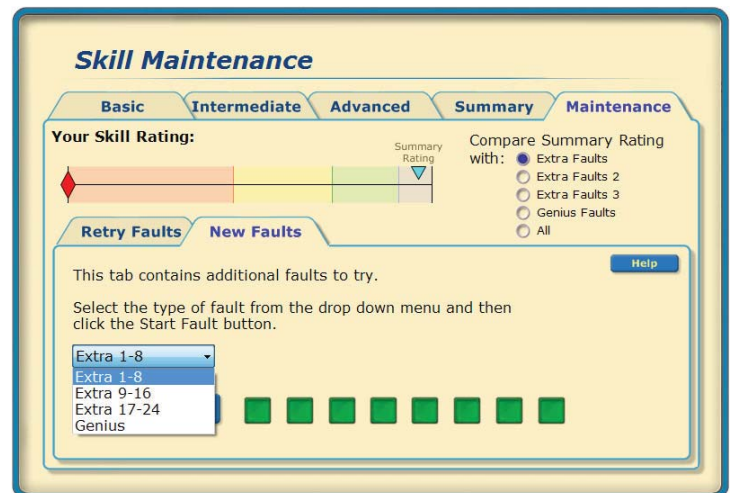 Skill Maintenance
Basic
Intermediate
Advanced
Summary
Maintenance
Your Skill Rating:
Summary
Rating
Compare Summary Rating
with:
Extra Faults
Extra Faults 2
Extra Faults 3
Genius Faults
All
Retry Faults
New Faults
Help
This tab contains additional faults to try.
Select the type of fault from the drop down menu and then
click the Start Fault button.
Extra 1-8
Extra 1-8
Extra 9-16
Extra 17-24
Genius